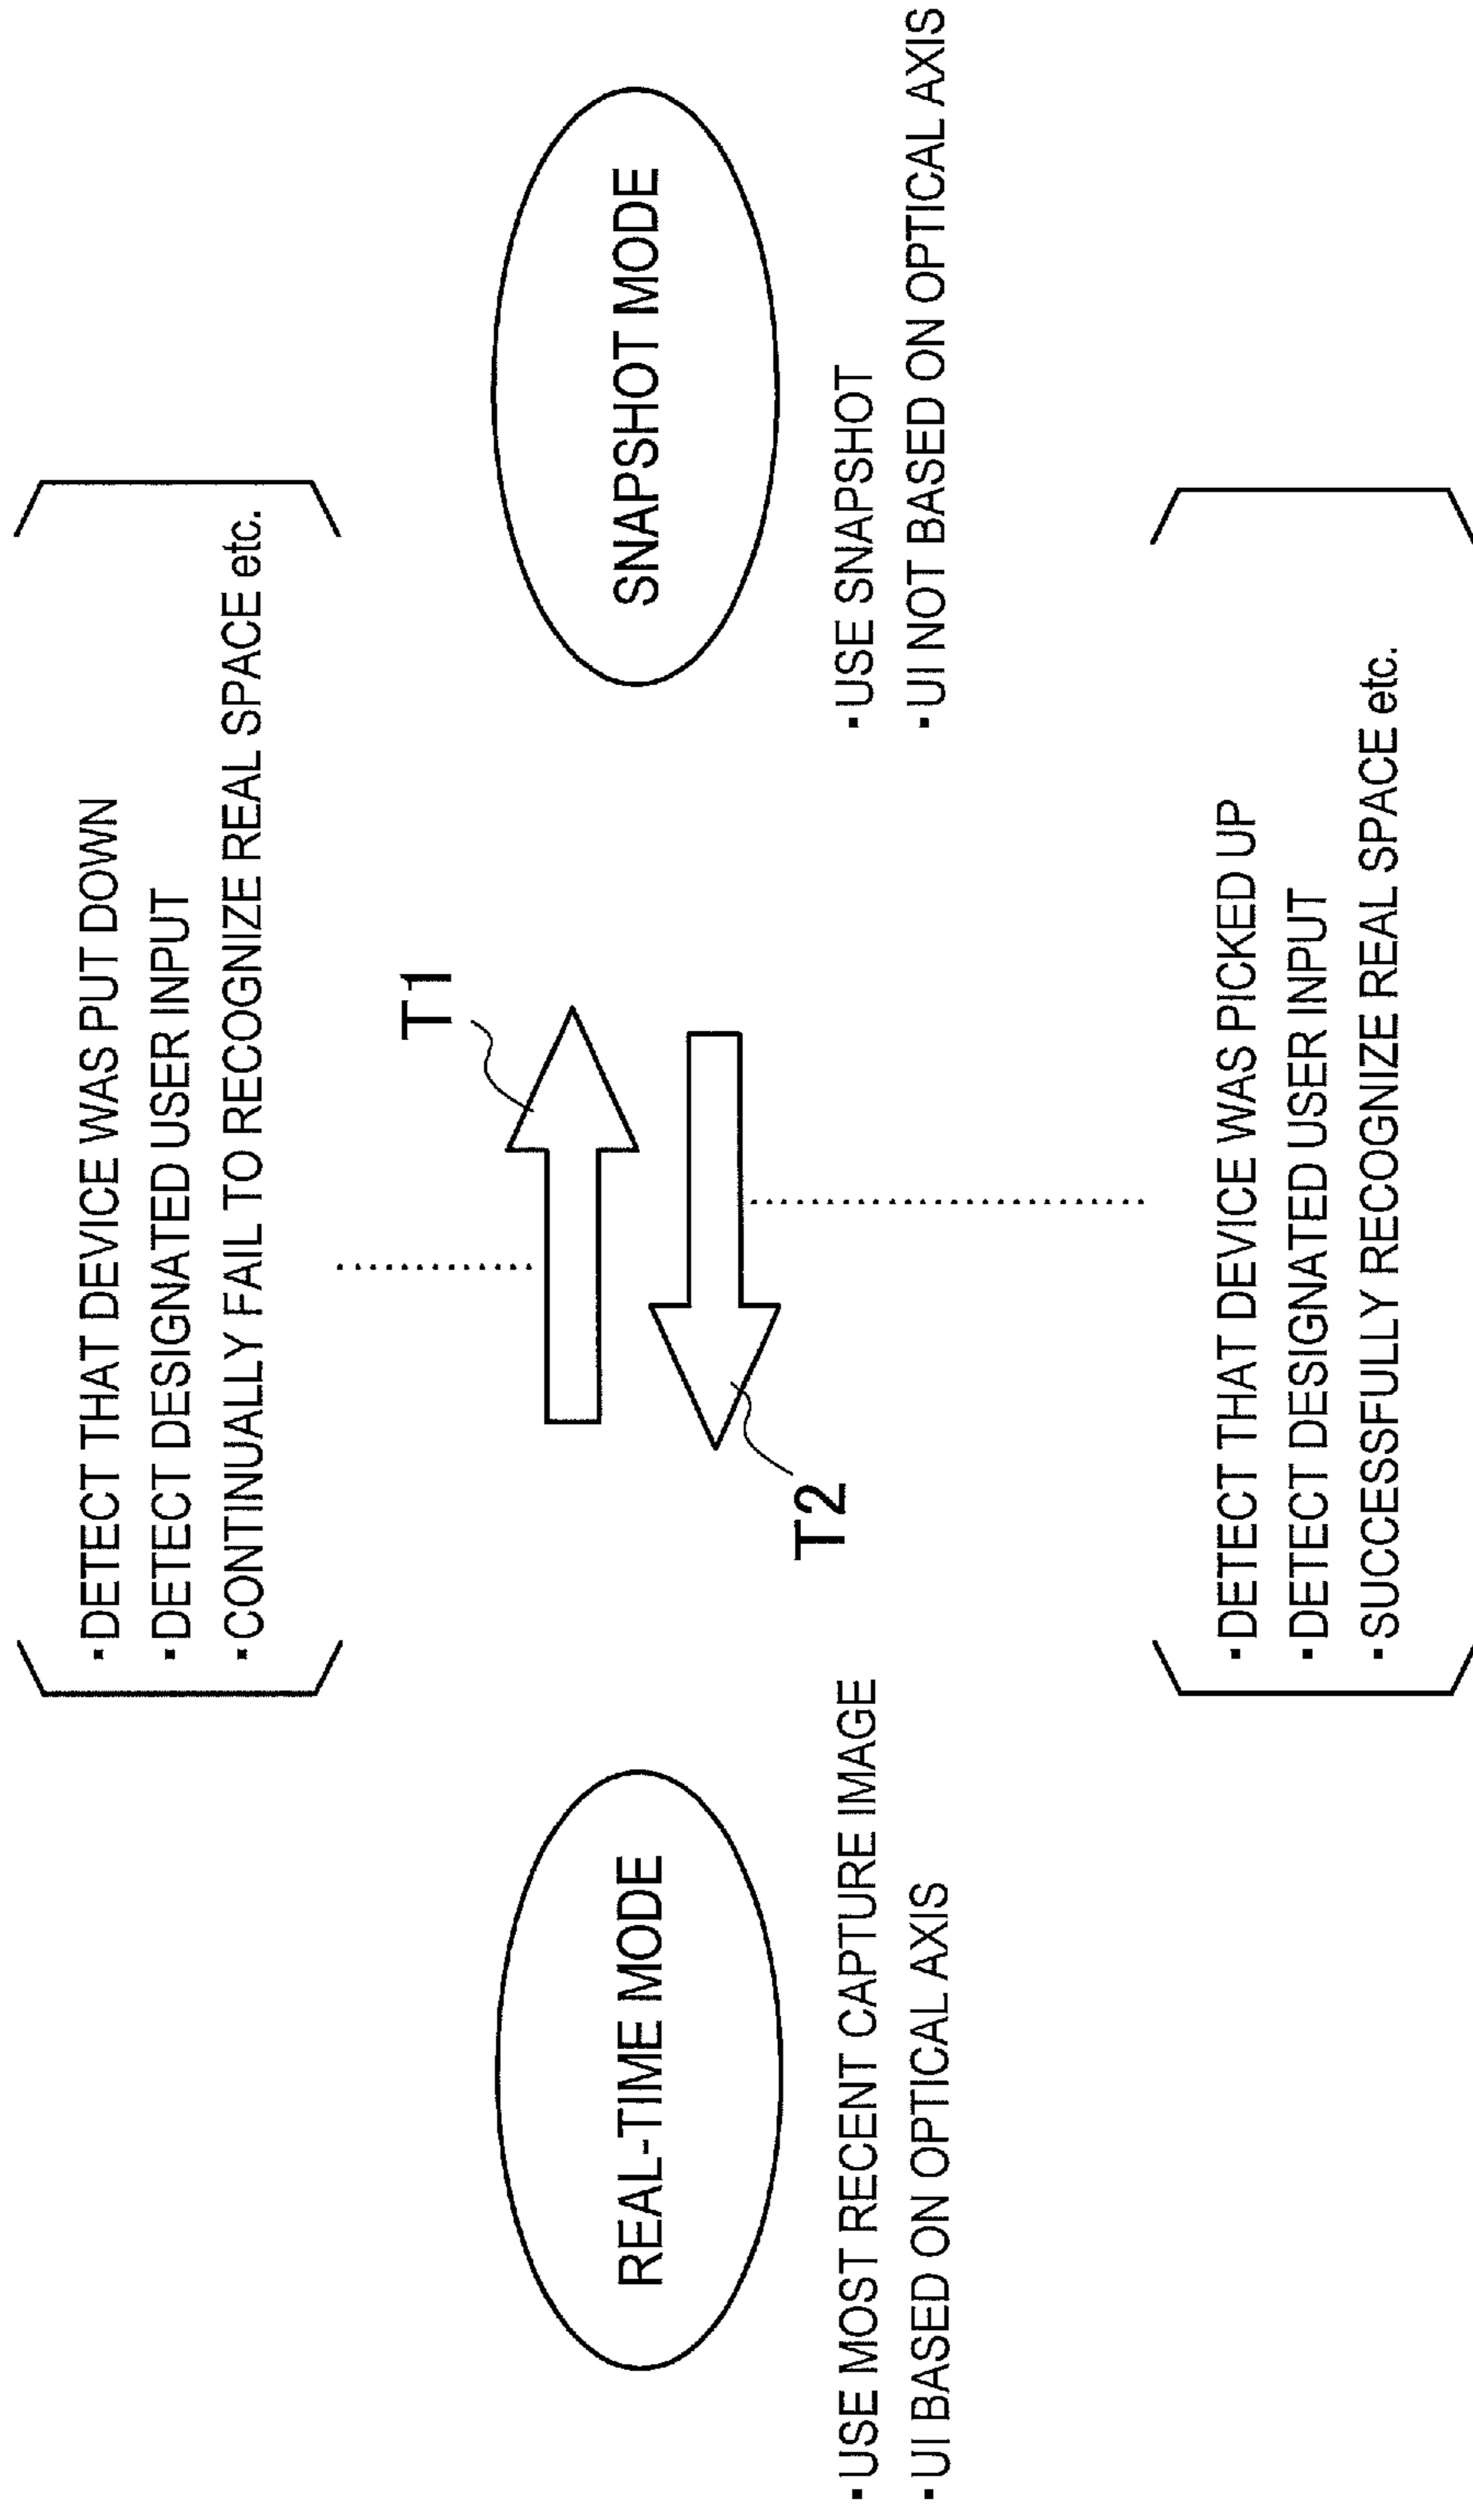 ▪DETECT THAT DEVICE WAS PUT DOWN
▪DETECT DESIGNATED USER INPUT
▪CONTINUALLY FAIL TO RECOGNIZE REAL SPACE etc.
T1
REAL-TIME MODE
SNAPSHOT MODE
T2
▪USE MOST RECENT CAPTURE IMAGE
▪UI BASED ON OPTICAL AXIS
▪USE SNAPSHOT
▪UI NOT BASED ON OPTICAL AXIS
▪DETECT THAT DEVICE WAS PICKED UP
▪DETECT DESIGNATED USER INPUT
▪SUCCESSFULLY RECOGNIZE REAL SPACE etc.